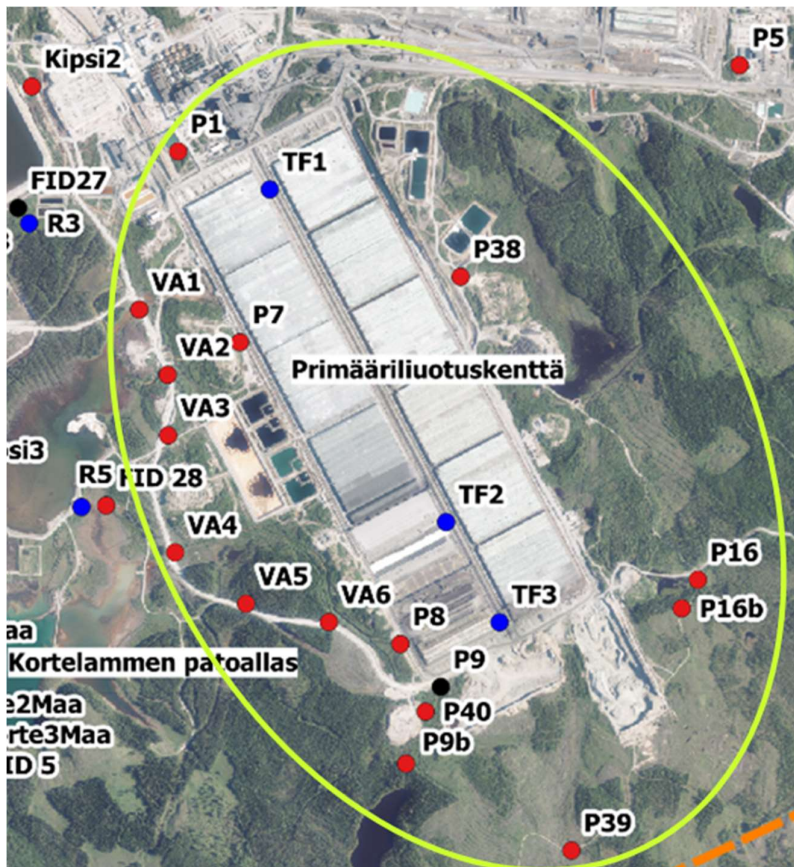 P5
Kipsi2
P1
TF1
FID27
R3
P38
VA1
P7
VA2
Primääriliuotuskenttä
VA3
R5
FID 28
TF2
VA4
P16
VA5
P16b
VA6
TF3
P8
P9
Kortelammen patoallas
P40
P9b
P39